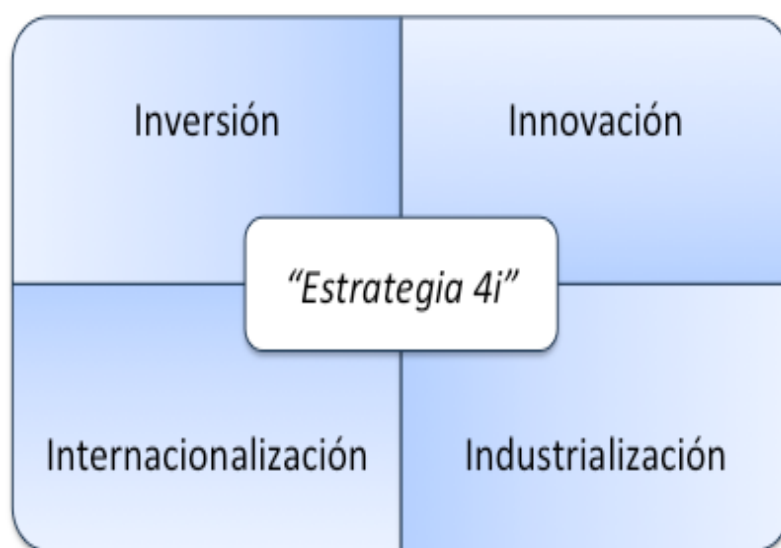 Inversión
Innovación
“Estrategia 4i”
Internacionalización
Industrialización